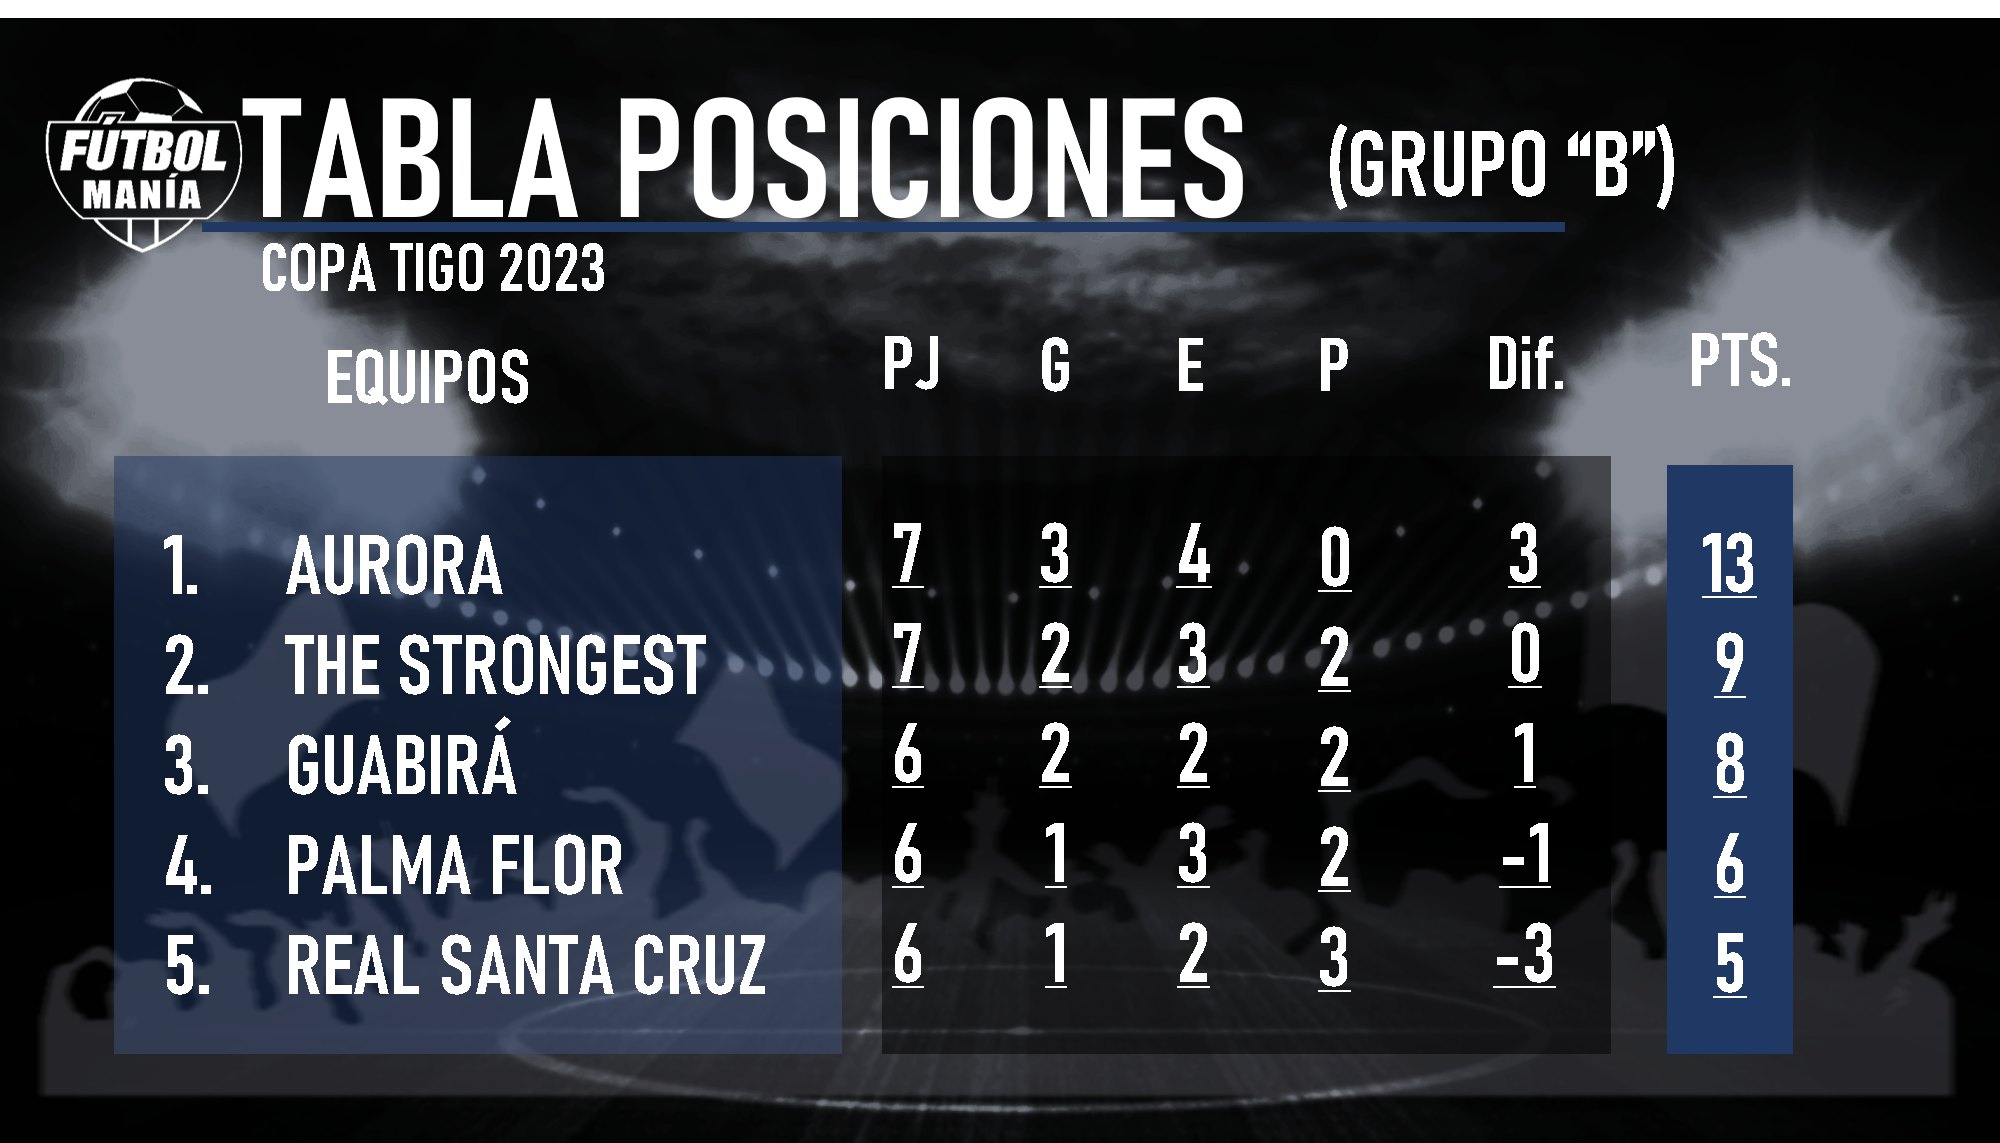 FÚTBOL
MANÍA
TABLA POSICIONES (GRUPO “B”)
COPA TIGO 2023
EQUIPOS PJ G E P Dif. PTS.
1. AURORA 7 3 4 0 3 13
2. THE STRONGEST 7 2 3 2 0 9
3. GUABIRÁ 6 2 2 2 1 8
4. PALMA FLOR 6 1 3 2 -1 6
5. REAL SANTA CRUZ 6 1 2 3 -3 5